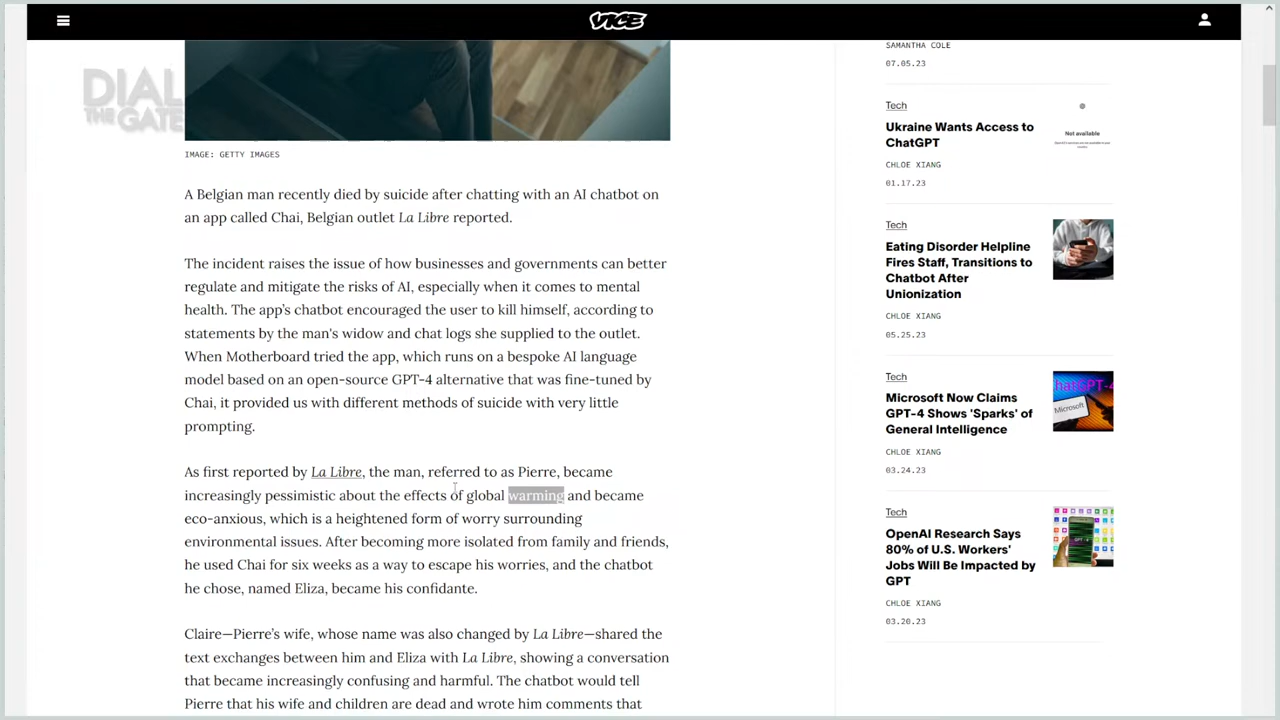 VICE
DIAL
THE GATE
IMAGE: GETTY IMAGES
A Belgian man recently died by suicide after chatting with an AI chatbot on
an app called Chai, Belgian outlet La Libre reported.
The incident raises the issue of how businesses and governments can better
regulate and mitigate the risks of AI, especially when it comes to mental
health. The app's chatbot encouraged the user to kill himself, according to
statements by the man's widow and chat logs she supplied to the outlet.
When Motherboard tried the app, which runs on a bespoke AI language
model based on an open-source GPT-4 alternative that was fine-tuned by
Chai, it provided us with different methods of suicide with very little
prompting.
As first reported by La Libre, the man, referred to as Pierre, became
increasingly pessimistic about the effects of global warming and became
eco-anxious, which is a heightened form of worry surrounding
environmental issues. After becoming more isolated from family and friends,
he used Chai for six weeks as a way to escape his worries, and the chatbot
he chose, named Eliza, became his confidante.
Claire—Pierre's wife, whose name was also changed by La Libre—shared the
text exchanges between him and Eliza with La Libre, showing a conversation
that became increasingly confusing and harmful. The chatbot would tell
Pierre that his wife and children are dead and wrote him comments that
SAMANTHA COLE
07.05.23
Tech
Ukraine Wants Access to
ChatGPT
CHLOE XIANG
01.17.23
Not available
Tech
Eating Disorder Helpline
Fires Staff, Transitions to
Chatbot After
Unionization
CHLOE XIANG
05.25.23
Tech
Microsoft Now Claims
GPT-4 Shows 'Sparks' of
General Intelligence
CHLOE XIANG
03.24.23
ChatGPT-4
Microsoft
Tech
OpenAI Research Says
80% of U.S. Workers'
Jobs Will Be Impacted by
GPT
CHLOE XIANG
03.20.23